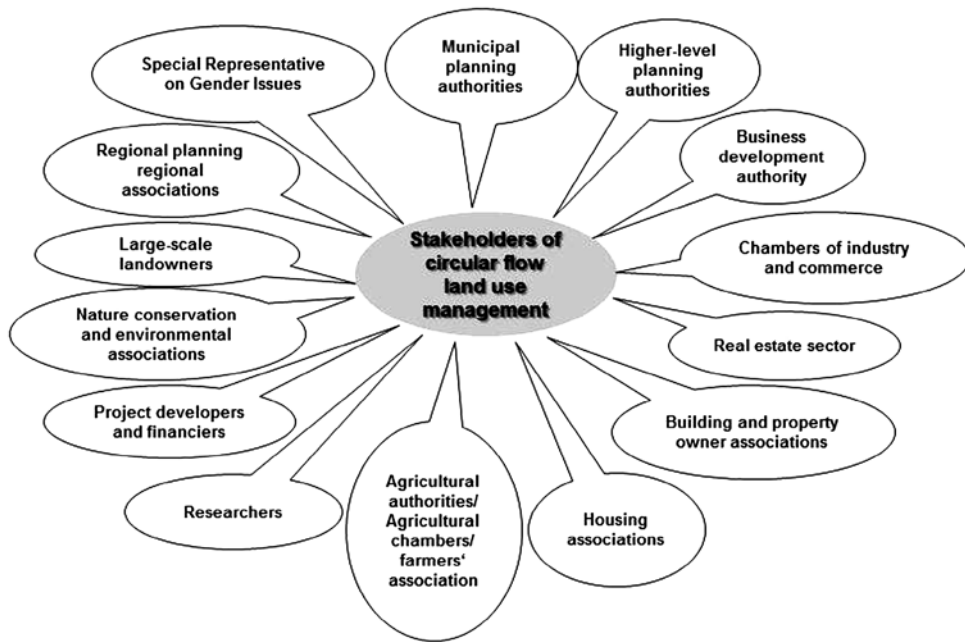 Special Representative
on Gender Issues
Municipal
planning
authorities
Higher-level
planning
authorities
Regional planning
regional
associations
Business
development
authority
Large-scale
landowners
Stakeholders of
circular flow
land use
management
Chambers of industry
and commerce
Nature conservation
and environmental
associations
Real estate sector
Project developers
and financiers
Building and property
owner associations
Researchers
Agricultural
authorities/
Agricultural
chambers/
farmers‘
association
Housing
associations